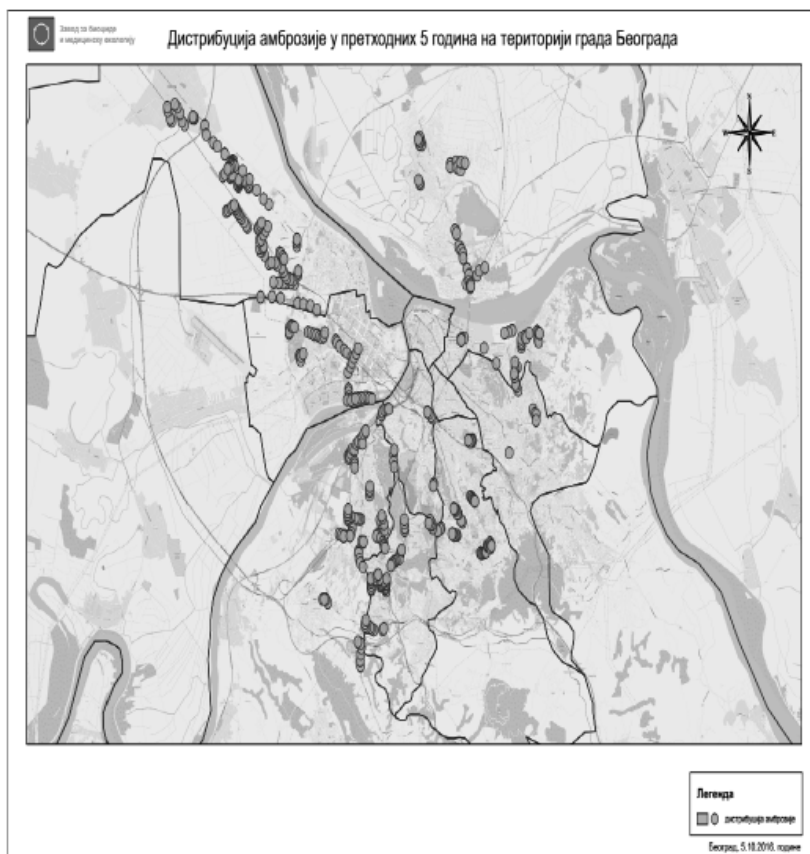 Завод за биоциде
и медицинску екологију
Дистрибуција амброзије у претходних 5 година на територији града Београда
Легенда
дистрибуција амброзије
Београд, 5.10.2016. године